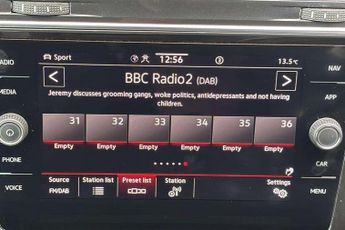 Sport
12:56
13.5°C
RADIO
NAV
BBC Radio2 (DAB)
Jeremy discusses grooming gangs, woke politics, antidepressants and not having
children.
MEDIA
APP
31 32 33 34 35 36
Empty Empty Empty Empty Empty Empty
PHONE
CAR
Source Station list Preset list Station Settings
FM/DAB
VOICE
MENU